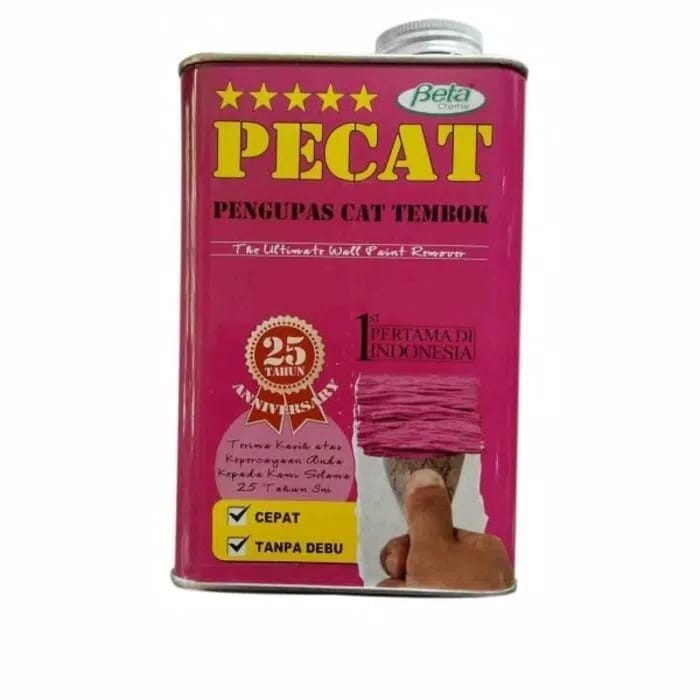 Beta
Chemie
PECAT
PENGUPAS CAT TEMBOK
The Ultimate Wall Paint Remover
1st
PERTAMA DI
INDONESIA
25
TAHUN
ANNIVERSARY
Terima Kasih atas
Kepercayaan Anda
Kepada Kami Selama
25 Tahun Ini
CEPAT
TANPA DEBU